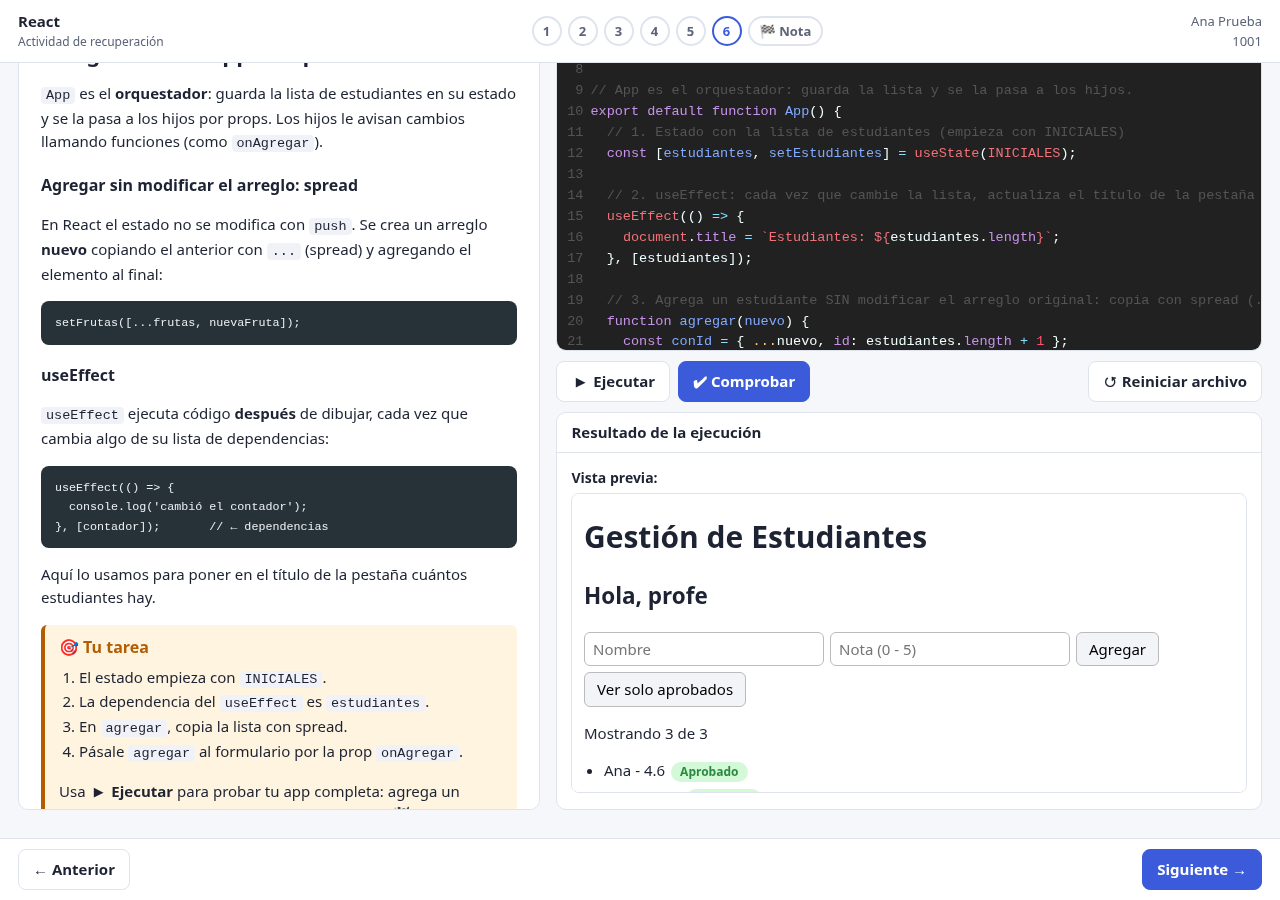 React
Actividad de recuperación
1
2
3
4
5
6
🏁 Nota
Ana Prueba
1001
App es el orquestador: guarda la lista de estudiantes en su estado
y se la pasa a los hijos por props. Los hijos le avisan cambios
llamando funciones (como onAgregar).
Agregar sin modificar el arreglo: spread
En React el estado no se modifica con push. Se crea un arreglo
nuevo copiando el anterior con ... (spread) y agregando el
elemento al final:
setFrutas([...frutas, nuevaFruta]);
useEffect
useEffect ejecuta código después de dibujar, cada vez que
cambia algo de su lista de dependencias:
useEffect(() => {
  console.log('cambió el contador');
}, [contador]);       // ← dependencias
Aquí lo usamos para poner en el título de la pestaña cuántos
estudiantes hay.
🎯 Tu tarea
1. El estado empieza con INICIALES.
2. La dependencia del useEffect es estudiantes.
3. En agregar, copia la lista con spread.
4. Pásale agregar al formulario por la prop onAgregar.
Usa ► Ejecutar para probar tu app completa: agrega un
8
9 // App es el orquestador: guarda la lista y se la pasa a los hijos.
10 export default function App() {
11   // 1. Estado con la lista de estudiantes (empieza con INICIALES)
12   const [estudiantes, setEstudiantes] = useState(INICIALES);
13
14   // 2. useEffect: cada vez que cambie la lista, actualiza el título de la pestaña
15   useEffect(() => {
16     document.title = `Estudiantes: ${estudiantes.length}`;
17   }, [estudiantes]);
18
19   // 3. Agrega un estudiante SIN modificar el arreglo original: copia con spread (.
20   function agregar(nuevo) {
21     const conId = { ...nuevo, id: estudiantes.length + 1 };
► Ejecutar
✔ Comprobar
↺ Reiniciar archivo
Resultado de la ejecución
Vista previa:
Gestión de Estudiantes
Hola, profe
Nombre
Nota (0 - 5)
Agregar
Ver solo aprobados
Mostrando 3 de 3
• Ana - 4.6 Aprobado
← Anterior
Siguiente →